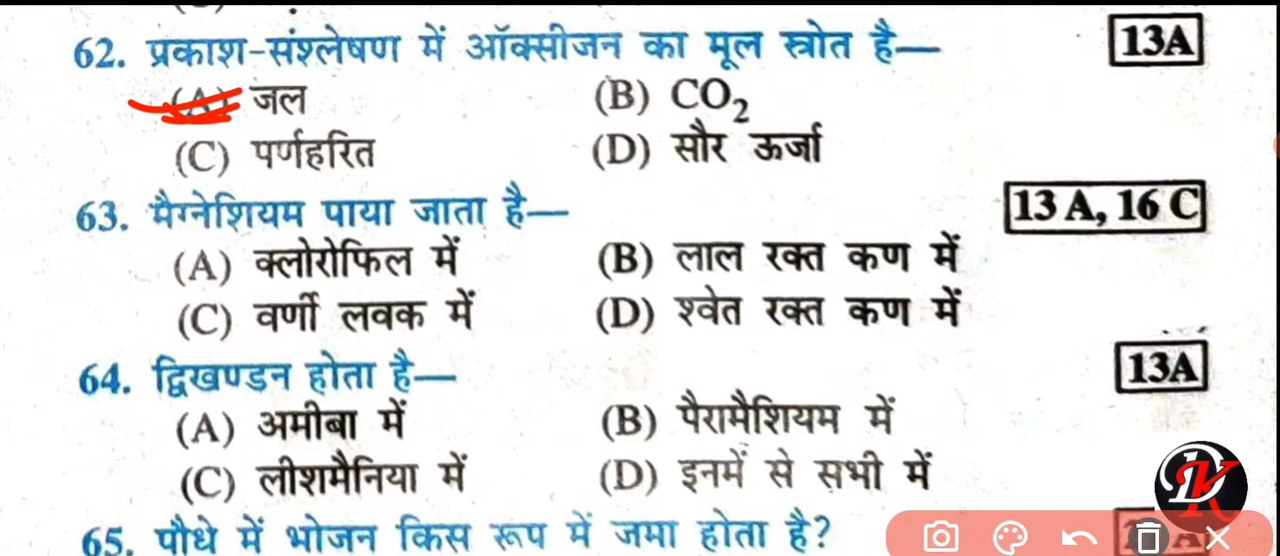 62. प्रकाश-संश्लेषण में ऑक्सीजन का मूल स्त्रोत है— 13A
(A) जल (B) CO₂
(C) पर्णहरित (D) सौर ऊर्जा
63. मैग्नेशियम पाया जाता है— 13 A, 16 C
(A) क्लोरोफिल में (B) लाल रक्त कण में
(C) वर्णी लवक में (D) श्वेत रक्त कण में
64. द्विखण्डन होता है— 13A
(A) अमीबा में (B) पैरामैशियम में
(C) लीशमैनिया में (D) इनमें से सभी में
DK
65. पौधे में भोजन किस रूप में जमा होता है?